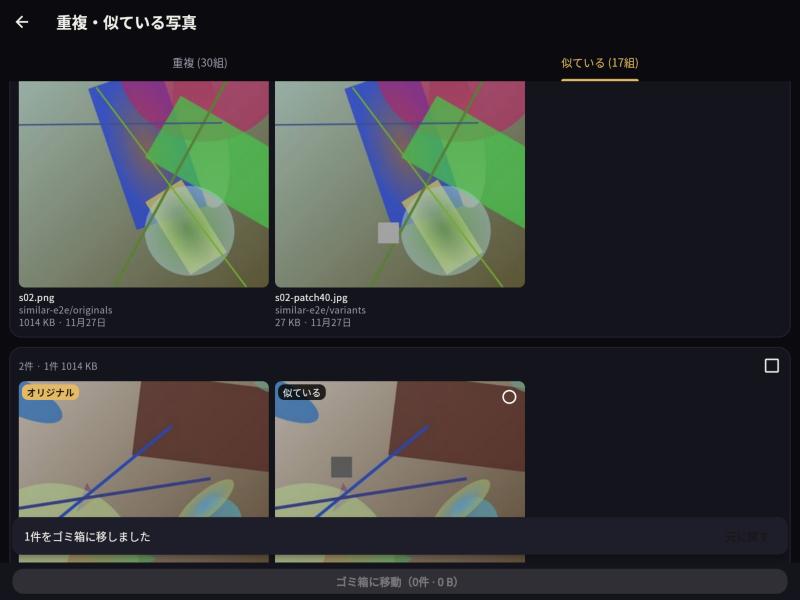 重複・似ている写真
重複 (30組)
似ている (17組)
s02.png
similar-e2e/originals
1014 KB · 11月27日
s02-patch40.jpg
similar-e2e/variants
27 KB · 11月27日
2件 · 1件 1014 KB
オリジナル
似ている
1件をゴミ箱に移しました
元に戻す
ゴミ箱に移動（0件 · 0 B）